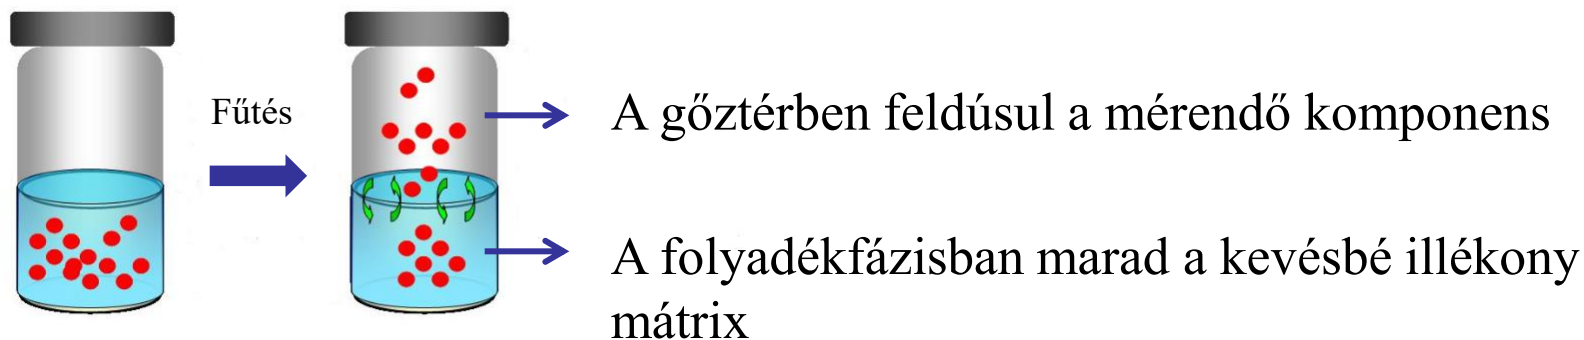 Fűtés
A gőztérben feldúsul a mérendő komponens
A folyadékfázisban marad a kevésbé illékony
mátrix